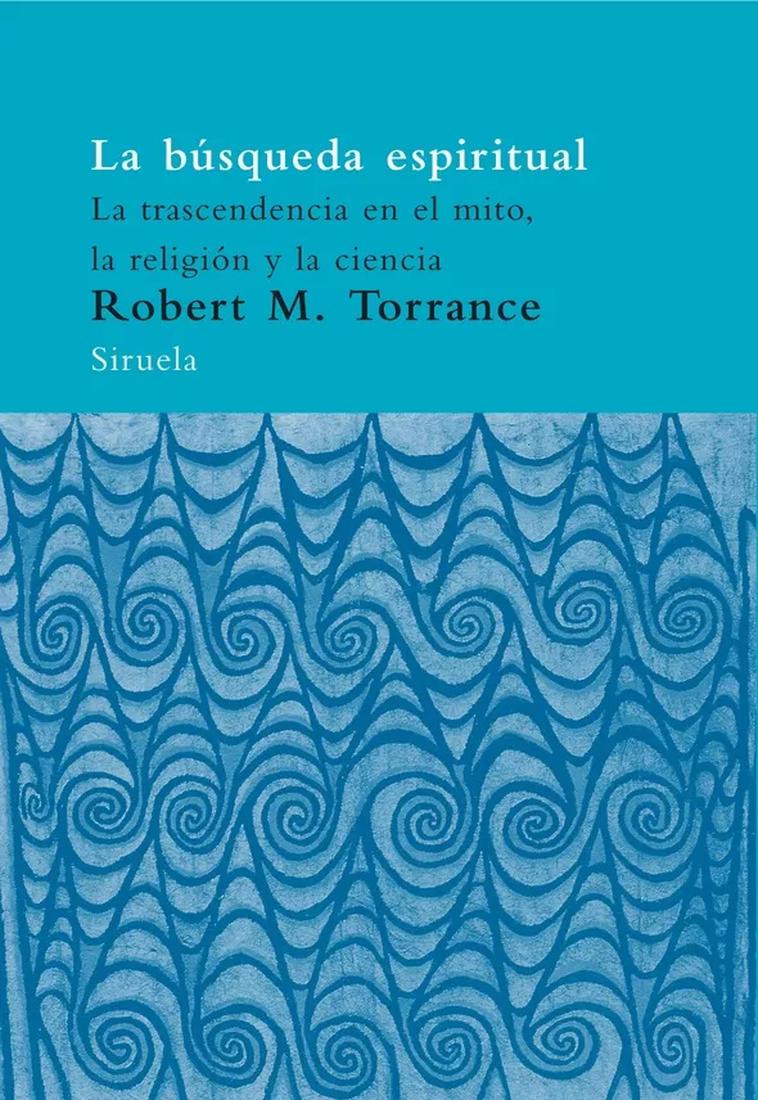 La búsqueda espiritual
La trascendencia en el mito,
la religión y la ciencia
Robert M. Torrance
Siruela